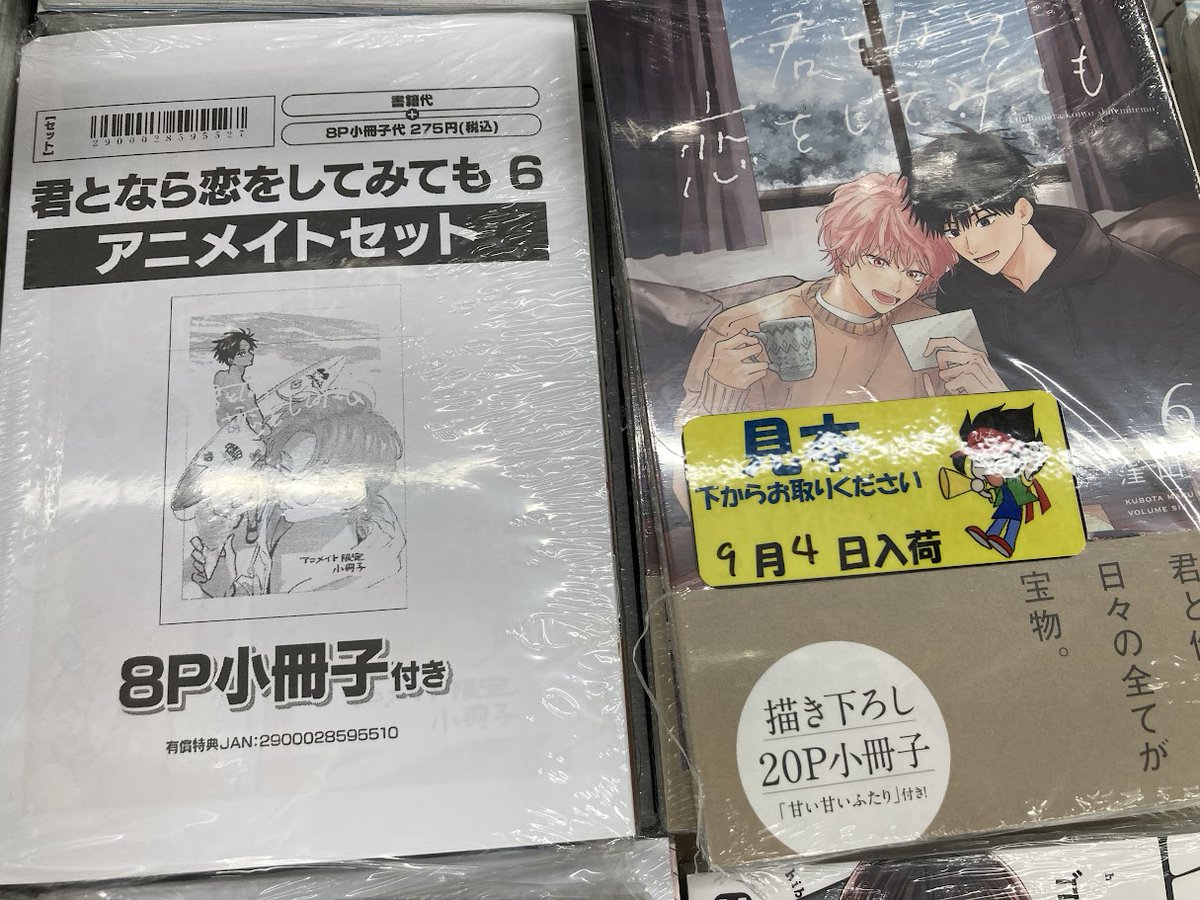 【セット】
2900028595527
書籍代
+
8P小冊子代 275円(税込)
君となら恋をしてみても 6
アニメイトセット
アニメイト限定
小冊子
8P小冊子付き
有償特典JAN:2900028595510
君となら
恋をしてみても
6
窪田
KUBOTA
VOLUME
見本
下からお取りください
9月4日入荷
君と
日々の全てが
宝物。
描き下ろし
20P小冊子
「甘い甘いふたり」付き!